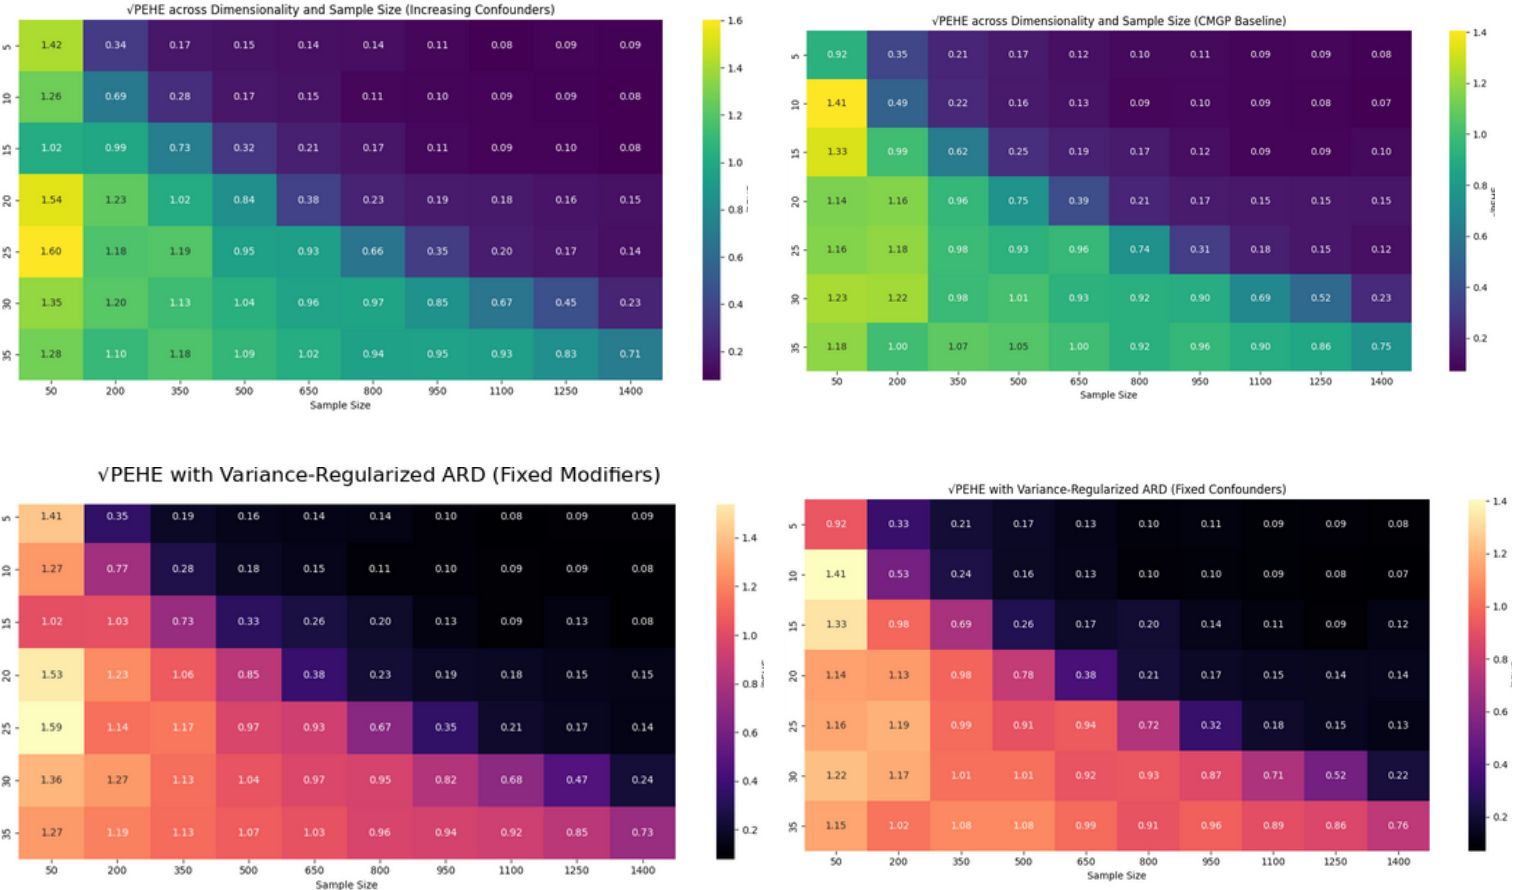 √PEHE across Dimensionality and Sample Size (Increasing Confounders)
5 1.42 0.34 0.17 0.15 0.14 0.14 0.11 0.08 0.09 0.09
10 1.26 0.69 0.28 0.17 0.15 0.11 0.10 0.09 0.09 0.08
15 1.02 0.99 0.73 0.32 0.21 0.17 0.11 0.09 0.10 0.08
20 1.54 1.23 1.02 0.84 0.38 0.23 0.19 0.18 0.16 0.15
25 1.60 1.18 1.19 0.95 0.93 0.66 0.35 0.20 0.17 0.14
30 1.35 1.20 1.13 1.04 0.96 0.97 0.85 0.67 0.45 0.23
35 1.28 1.10 1.18 1.09 1.02 0.94 0.95 0.93 0.83 0.71
50 200 350 500 650 800 950 1100 1250 1400
Sample Size
1.6
1.4
1.2
1.0
0.8
0.6
0.4
0.2
√PEHE across Dimensionality and Sample Size (CMGP Baseline)
5 0.92 0.35 0.21 0.17 0.12 0.10 0.11 0.09 0.09 0.08
10 1.41 0.49 0.22 0.16 0.13 0.09 0.10 0.09 0.08 0.07
15 1.33 0.99 0.62 0.25 0.19 0.17 0.12 0.09 0.09 0.10
20 1.14 1.16 0.96 0.75 0.39 0.21 0.17 0.15 0.15 0.15
25 1.16 1.18 0.98 0.93 0.96 0.74 0.31 0.18 0.15 0.12
30 1.23 1.22 0.98 1.01 0.93 0.92 0.90 0.69 0.52 0.23
35 1.18 1.00 1.07 1.05 1.00 0.92 0.96 0.90 0.86 0.75
50 200 350 500 650 800 950 1100 1250 1400
Sample Size
1.4
1.2
1.0
0.8
0.6
0.4
0.2
√PEHE with Variance-Regularized ARD (Fixed Modifiers)
5 1.41 0.35 0.19 0.16 0.14 0.14 0.10 0.08 0.09 0.09
10 1.27 0.77 0.28 0.18 0.15 0.11 0.10 0.09 0.09 0.08
15 1.02 1.03 0.73 0.33 0.26 0.20 0.13 0.09 0.13 0.08
20 1.53 1.23 1.06 0.85 0.38 0.23 0.19 0.18 0.15 0.15
25 1.59 1.14 1.17 0.97 0.93 0.67 0.35 0.21 0.17 0.14
30 1.36 1.27 1.13 1.04 0.97 0.95 0.82 0.68 0.47 0.24
35 1.27 1.19 1.13 1.07 1.03 0.96 0.94 0.92 0.85 0.73
50 200 350 500 650 800 950 1100 1250 1400
Sample Size
1.4
1.2
1.0
0.8
0.6
0.4
0.2
√PEHE with Variance-Regularized ARD (Fixed Confounders)
5 0.92 0.33 0.21 0.17 0.13 0.10 0.11 0.09 0.09 0.08
10 1.41 0.53 0.24 0.16 0.13 0.10 0.10 0.09 0.08 0.07
15 1.33 0.98 0.69 0.26 0.17 0.20 0.14 0.11 0.09 0.12
20 1.14 1.13 0.98 0.78 0.38 0.21 0.17 0.15 0.14 0.14
25 1.16 1.19 0.99 0.91 0.94 0.72 0.32 0.18 0.15 0.13
30 1.22 1.17 1.01 1.01 0.92 0.93 0.87 0.71 0.52 0.22
35 1.15 1.02 1.08 1.08 0.99 0.91 0.96 0.89 0.86 0.76
50 200 350 500 650 800 950 1100 1250 1400
Sample Size
1.4
1.2
1.0
0.8
0.6
0.4
0.2